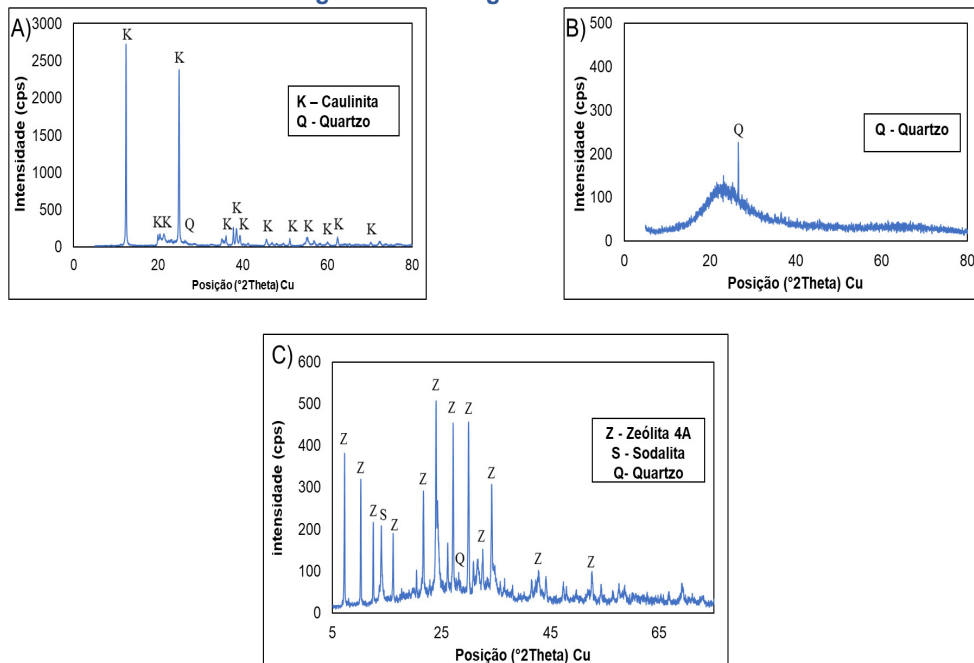 A)
Intensidade (cps)
3000
2500
2000
1500
1000
500
0
K
K
K – Caulinita
Q - Quartzo
KK
Q
K
K
K
K
K
K
K
K
K
0
20
40
60
80
Posição (°2Theta) Cu
B)
Intensidade (cps)
500
400
300
200
100
0
Q
Q - Quartzo
0
20
40
60
80
Posição (°2Theta) Cu
C)
intensidade (cps)
600
500
400
300
200
100
0
Z
Z
Z
S
Z
Z
Z
Z
Q
Z
Z
Z
Z
Z
Z - Zeólita 4A
S - Sodalita
Q- Quartzo
5
25
45
65
Posição (°2Theta) Cu